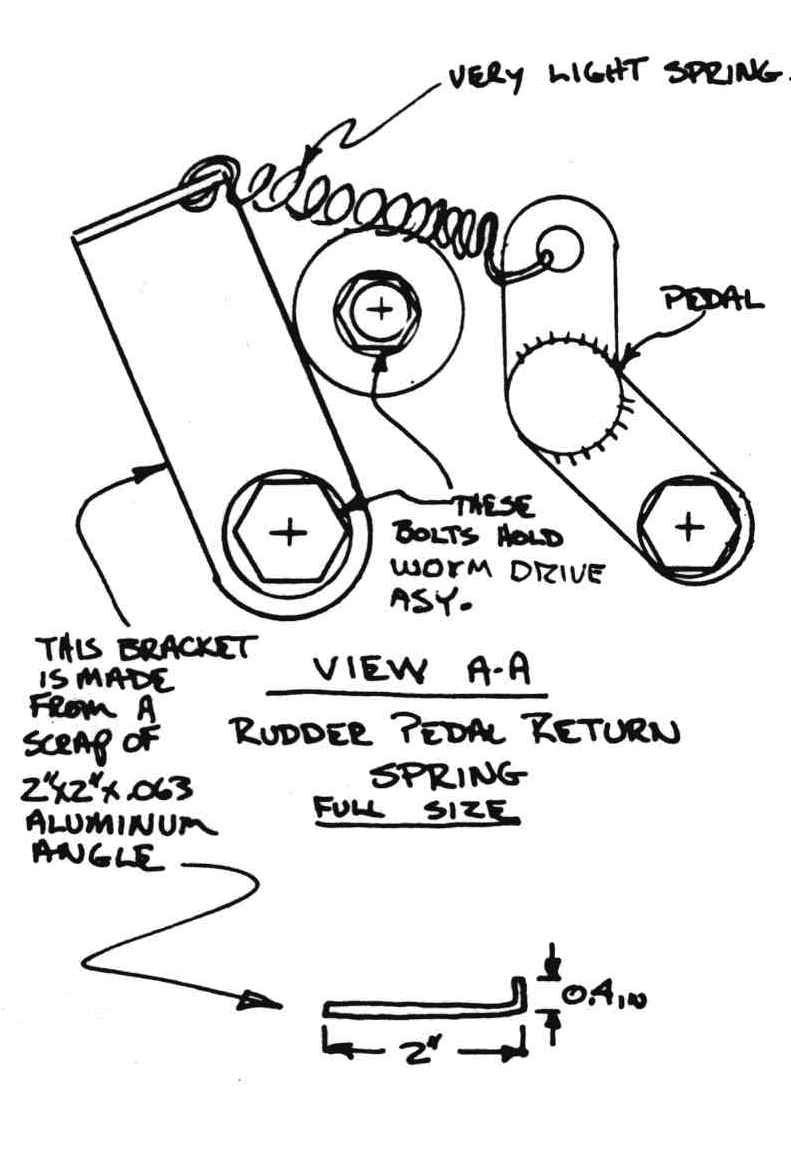 VERY LIGHT SPRING.
PEDAL
THESE
BOLTS HOLD
WORM DRIVE
ASY.
THIS BRACKET
IS MADE
FROM A
SCRAP OF
2"X2"X.063
ALUMINUM
ANGLE
VIEW A-A
RUDDER PEDAL RETURN
SPRING
FULL SIZE
0.4 IN
2"